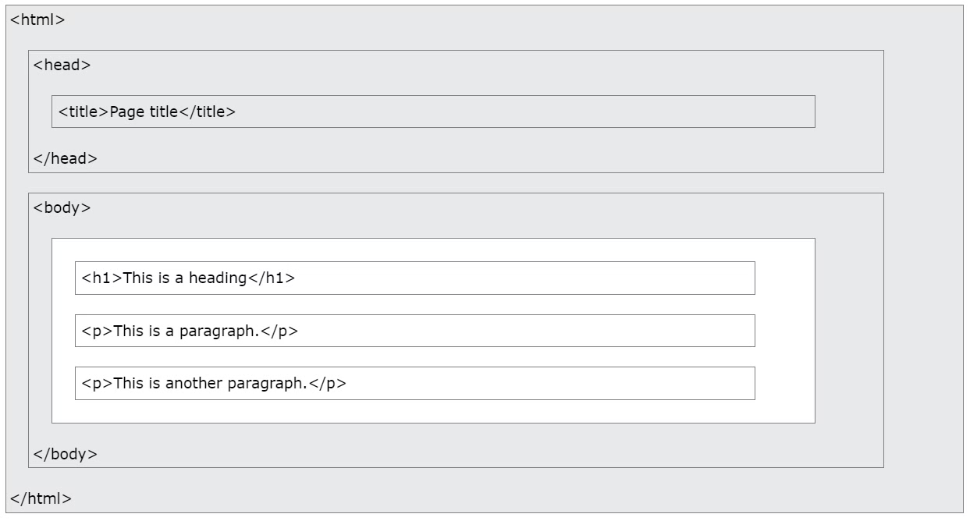 <html>
<head>
<title>Page title</title>
</head>
<body>
<h1>This is a heading</h1>
<p>This is a paragraph.</p>
<p>This is another paragraph.</p>
</body>
</html>